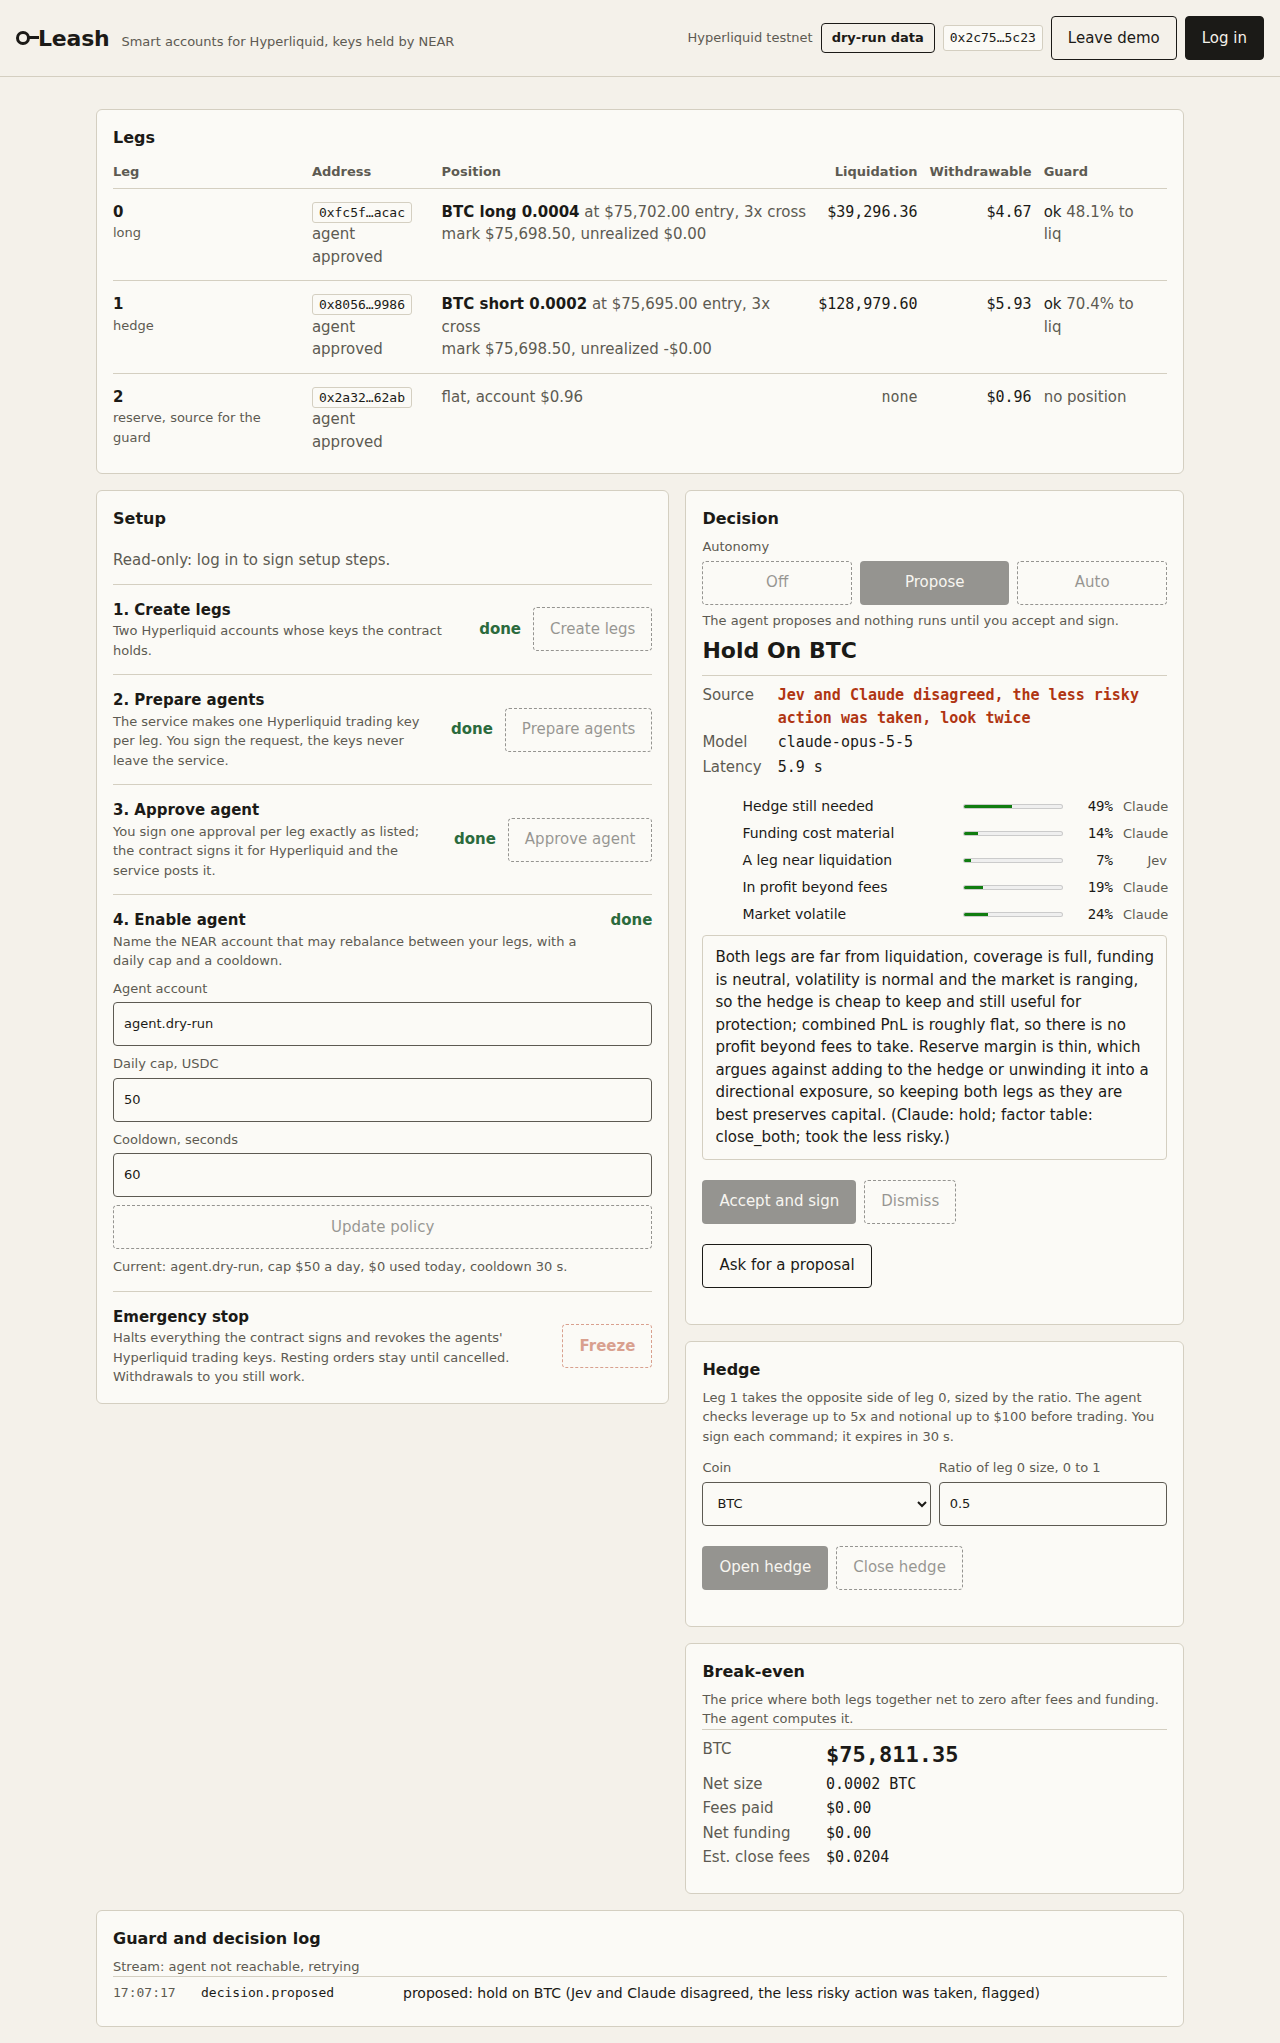 Leash Smart accounts for Hyperliquid, keys held by NEAR
Hyperliquid testnet dry-run data 0x2c75…5c23 Leave demo Log in
Legs
Leg Address Position Liquidation Withdrawable Guard
0 0xfc5f…acac BTC long 0.0004 at $75,702.00 entry, 3x cross $39,296.36 $4.67 ok 48.1% to
long agent mark $75,698.50, unrealized $0.00 liq
approved
1 0x8056…9986 BTC short 0.0002 at $75,695.00 entry, 3x $128,979.60 $5.93 ok 70.4% to
hedge agent cross liq
approved mark $75,698.50, unrealized -$0.00
2 0x2a32…62ab flat, account $0.96 none $0.96 no position
reserve, source for the agent
guard approved
Setup
Read-only: log in to sign setup steps.
1. Create legs
Two Hyperliquid accounts whose keys the contract
holds.
done Create legs
2. Prepare agents
The service makes one Hyperliquid trading key
per leg. You sign the request, the keys never
leave the service.
done Prepare agents
3. Approve agent
You sign one approval per leg exactly as listed;
the contract signs it for Hyperliquid and the
service posts it.
done Approve agent
4. Enable agent done
Name the NEAR account that may rebalance between your legs, with a
daily cap and a cooldown.
Agent account
agent.dry-run
Daily cap, USDC
50
Cooldown, seconds
60
Update policy
Current: agent.dry-run, cap $50 a day, $0 used today, cooldown 30 s.
Emergency stop
Halts everything the contract signs and revokes the agents'
Hyperliquid trading keys. Resting orders stay until cancelled.
Withdrawals to you still work.
Freeze
Decision
Autonomy
Off Propose Auto
The agent proposes and nothing runs until you accept and sign.
Hold On BTC
Source Jev and Claude disagreed, the less risky
action was taken, look twice
Model claude-opus-5-5
Latency 5.9 s
Hedge still needed 49% Claude
Funding cost material 14% Claude
A leg near liquidation 7% Jev
In profit beyond fees 19% Claude
Market volatile 24% Claude
Both legs are far from liquidation, coverage is full, funding
is neutral, volatility is normal and the market is ranging,
so the hedge is cheap to keep and still useful for
protection; combined PnL is roughly flat, so there is no
profit beyond fees to take. Reserve margin is thin, which
argues against adding to the hedge or unwinding it into a
directional exposure, so keeping both legs as they are
best preserves capital. (Claude: hold; factor table:
close_both; took the less risky.)
Accept and sign Dismiss
Ask for a proposal
Hedge
Leg 1 takes the opposite side of leg 0, sized by the ratio. The agent
checks leverage up to 5x and notional up to $100 before trading. You
sign each command; it expires in 30 s.
Coin Ratio of leg 0 size, 0 to 1
BTC 0.5
Open hedge Close hedge
Break-even
The price where both legs together net to zero after fees and funding.
The agent computes it.
BTC $75,811.35
Net size 0.0002 BTC
Fees paid $0.00
Net funding $0.00
Est. close fees $0.0204
Guard and decision log
Stream: agent not reachable, retrying
17:07:17 decision.proposed proposed: hold on BTC (Jev and Claude disagreed, the less risky action was taken, flagged)